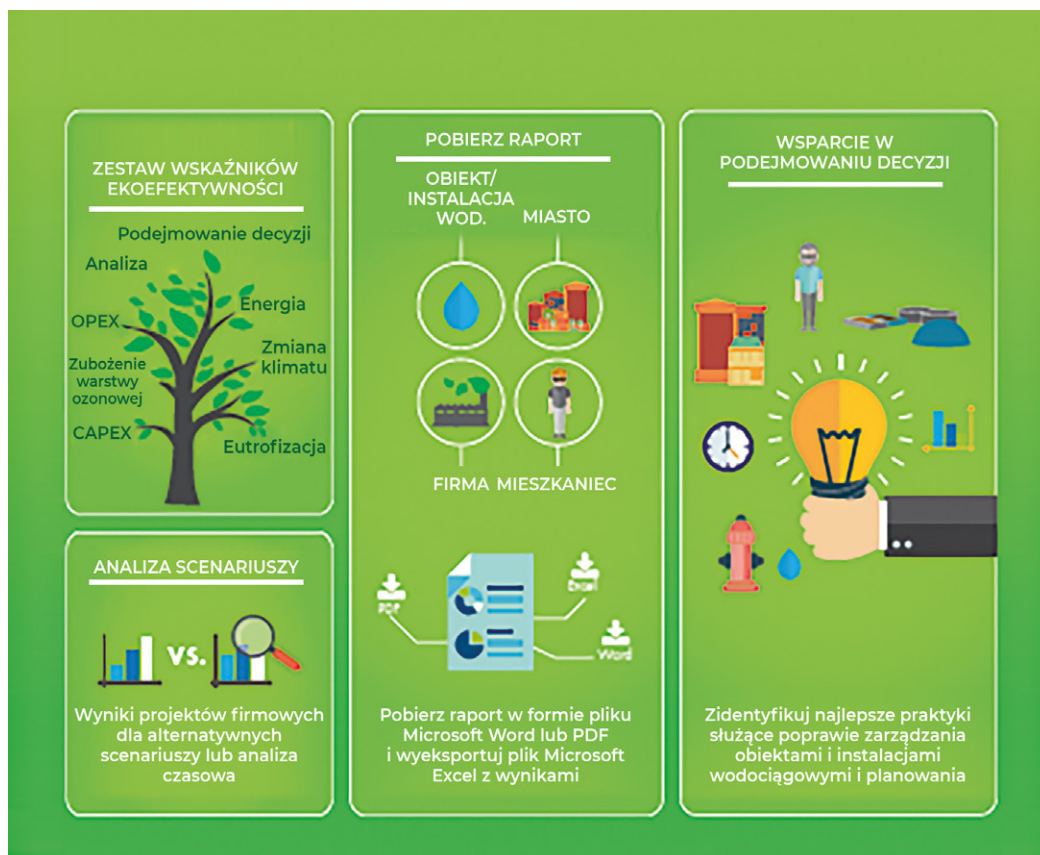 ZESTAW WSKAŹNIKÓW
EKOEFEKTYWNOŚCI
Podejmowanie decyzji
Analiza
Energia
OPEX
Zmiana
klimatu
Zubożenie
warstwy
ozonowej
CAPEX
Eutrofizacja
ANALIZA SCENARIUSZY
VS.
Wyniki projektów firmowych
dla alternatywnych
scenariuszy lub analiza
czasowa
POBIERZ RAPORT
OBIEKT/
INSTALACJA
WOD.
MIASTO
FIRMA
MIESZKANIEC
PDF
Excel
Word
Pobierz raport w formie pliku
Microsoft Word lub PDF
i wyeksportuj plik Microsoft
Excel z wynikami
WSPARCIE W
PODEJMOWANIU DECYZJI
Zidentyfikuj najlepsze praktyki
służące poprawie zarządzania
obiektami i instalacjami
wodociągowymi i planowania